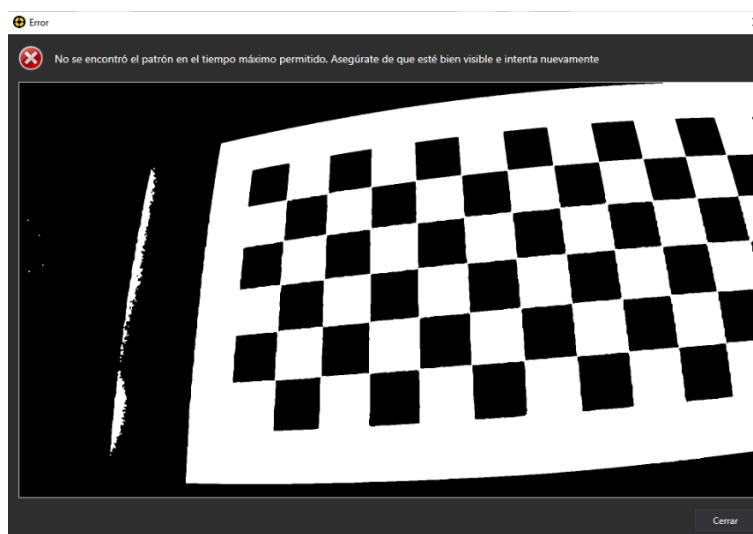 Error
No se encontró el patrón en el tiempo máximo permitido. Asegúrate de que esté bien visible e intenta nuevamente
Cerrar